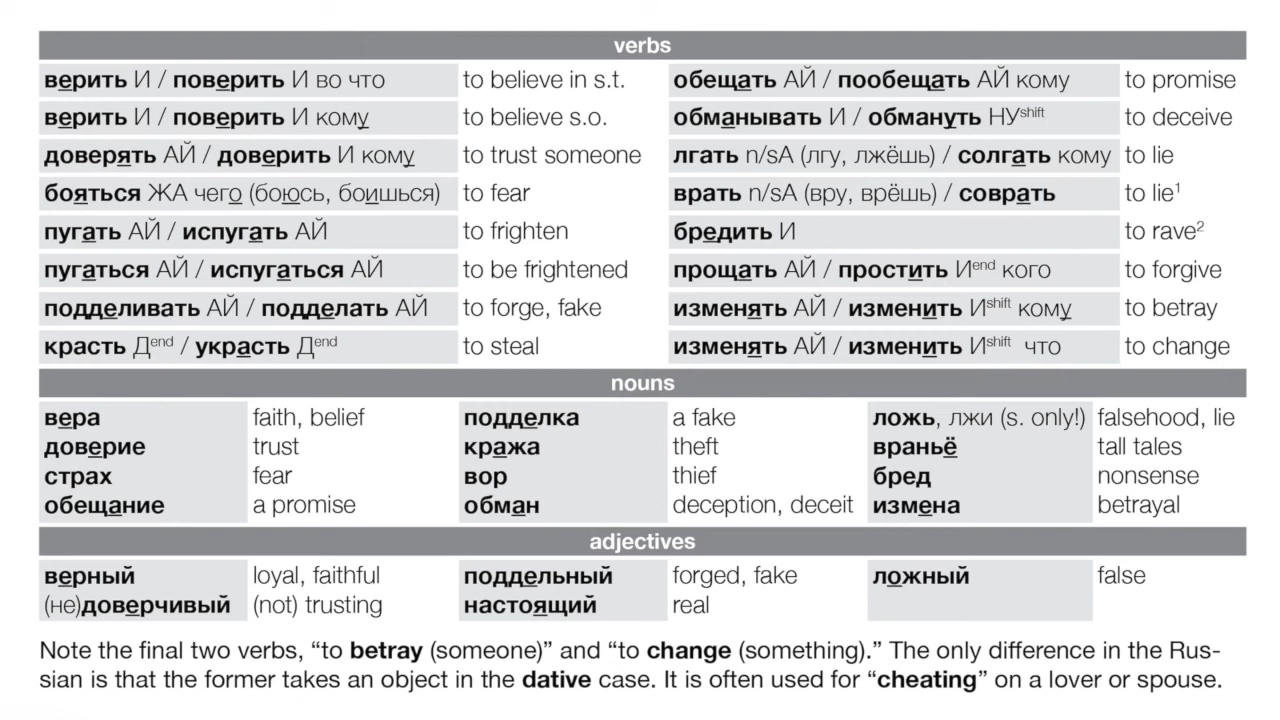 verbs
верить И / поверить И во что to believe in s.t. обещать АЙ / пообещать АЙ кому to promise
верить И / поверить И кому to believe s.o. обманывать И / обмануть НУshift to deceive
доверять АЙ / доверить И кому to trust someone лгать n/sA (лгу, лжёшь) / солгать кому to lie
бояться ЖА чего (боюсь, боишься) to fear врать n/sA (вру, врёшь) / соврать to lie¹
пугать АЙ / испугать АЙ to frighten бредить И to rave²
пугаться АЙ / испугаться АЙ to be frightened прощать АЙ / простить Иend кого to forgive
подделивать АЙ / подделать АЙ to forge, fake изменять АЙ / изменить Иshift кому to betray
красть Дend / украсть Дend to steal изменять АЙ / изменить Иshift что to change
nouns
вера faith, belief подделка a fake ложь, лжи (s. only!) falsehood, lie
доверие trust кража theft враньё tall tales
страх fear вор thief бред nonsense
обещание a promise обман deception, deceit измена betrayal
adjectives
верный loyal, faithful поддельный forged, fake ложный false
(не)доверчивый (not) trusting настоящий real
Note the final two verbs, “to betray (someone)” and “to change (something).” The only difference in the Rus-
sian is that the former takes an object in the dative case. It is often used for “cheating” on a lover or spouse.